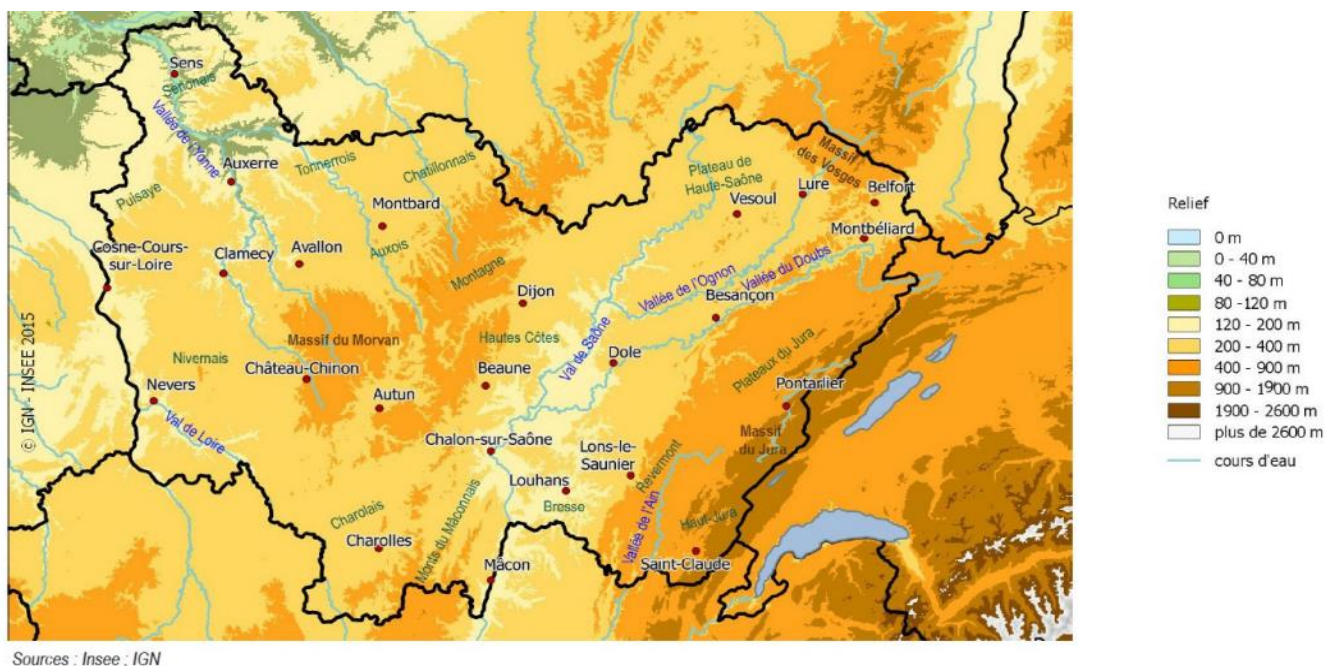 Sens
Sénonais
Vallée de l'Yonne
Auxerre
Puisaye
Tonnerrois
Chatillonnais
Montbard
Auxois
Cosne-Cours-
sur-Loire
Clamecy
Avallon
Montagne
Dijon
Hautes Côtes
Massif du Morvan
Nivernais
Château-Chinon
Nevers
Val de Loire
Autun
Beaune
Val de Saône
Dole
Plateau de
Haute-Saône
Vesoul
Lure
Massif
des Vosges
Belfort
Montbéliard
Vallée de l'Ognon
Vallée du Doubs
Besançon
Plateaux du Jura
Pontarlier
Massif
du Jura
Chalon-sur-Saône
Lons-le-
Saunier
Louhans
Bresse
Revermont
Vallée de l'Ain
Haut-Jura
Saint-Claude
Charolais
Charolles
Monts du Mâconnais
Mâcon
© IGN - INSEE 2015
Relief
0 m
0 - 40 m
40 - 80 m
80 -120 m
120 - 200 m
200 - 400 m
400 - 900 m
900 - 1900 m
1900 - 2600 m
plus de 2600 m
cours d'eau
Sources : Insee ; IGN